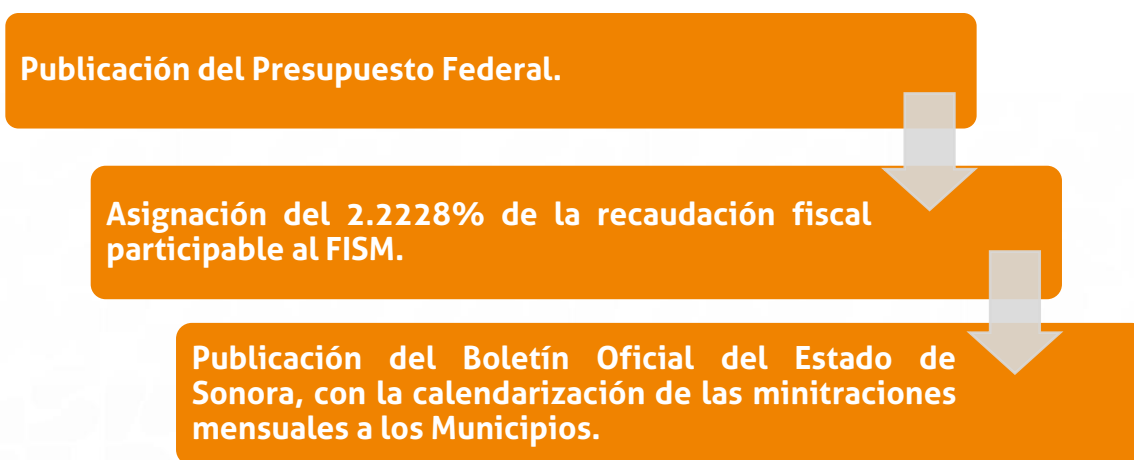 Publicación del Presupuesto Federal.
Asignación del 2.2228% de la recaudación fiscal
participable al FISM.
Publicación del Boletín Oficial del Estado de
Sonora, con la calendarización de las minitraciones
mensuales a los Municipios.